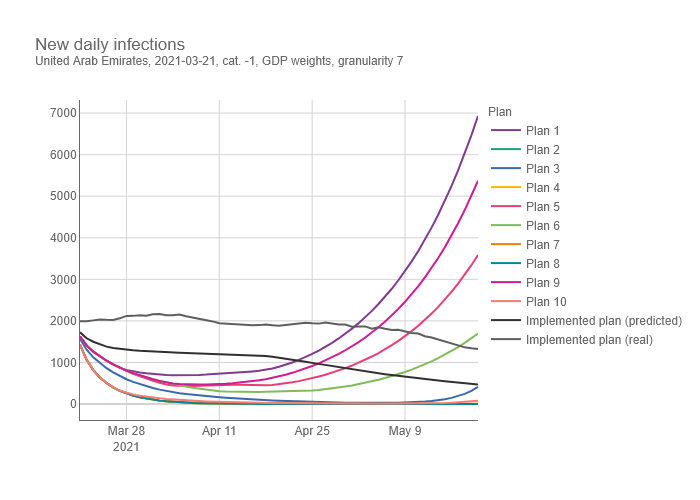 New daily infections
United Arab Emirates, 2021-03-21, cat. -1, GDP weights, granularity 7
7000
6000
5000
4000
3000
2000
1000
0
Mar 28
2021
Apr 11
Apr 25
May 9
Plan
Plan 1
Plan 2
Plan 3
Plan 4
Plan 5
Plan 6
Plan 7
Plan 8
Plan 9
Plan 10
Implemented plan (predicted)
Implemented plan (real)